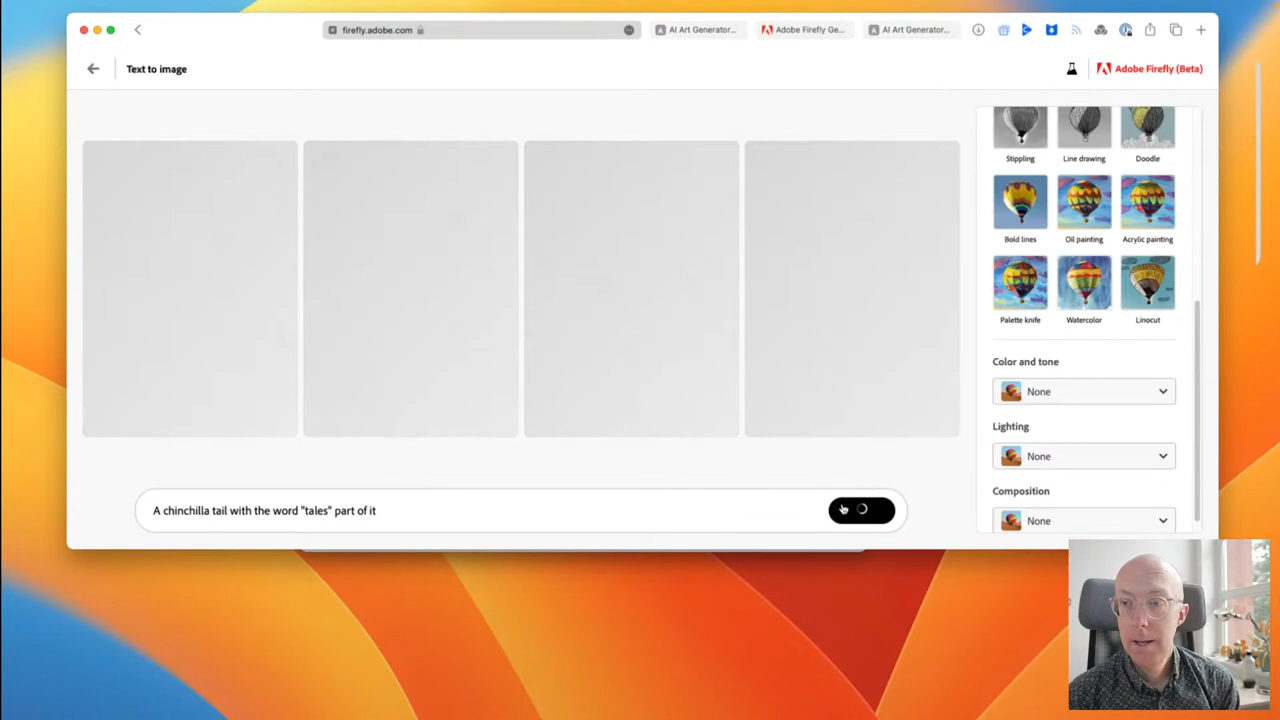 firefly.adobe.com
AI Art Generator...
Adobe Firefly Ge...
AI Art Generator...
Text to image
Adobe Firefly (Beta)
Stippling
Line drawing
Doodle
Bold lines
Oil painting
Acrylic painting
Palette knife
Watercolor
Linocut
Color and tone
None
Lighting
None
Composition
None
A chinchilla tail with the word "tales" part of it